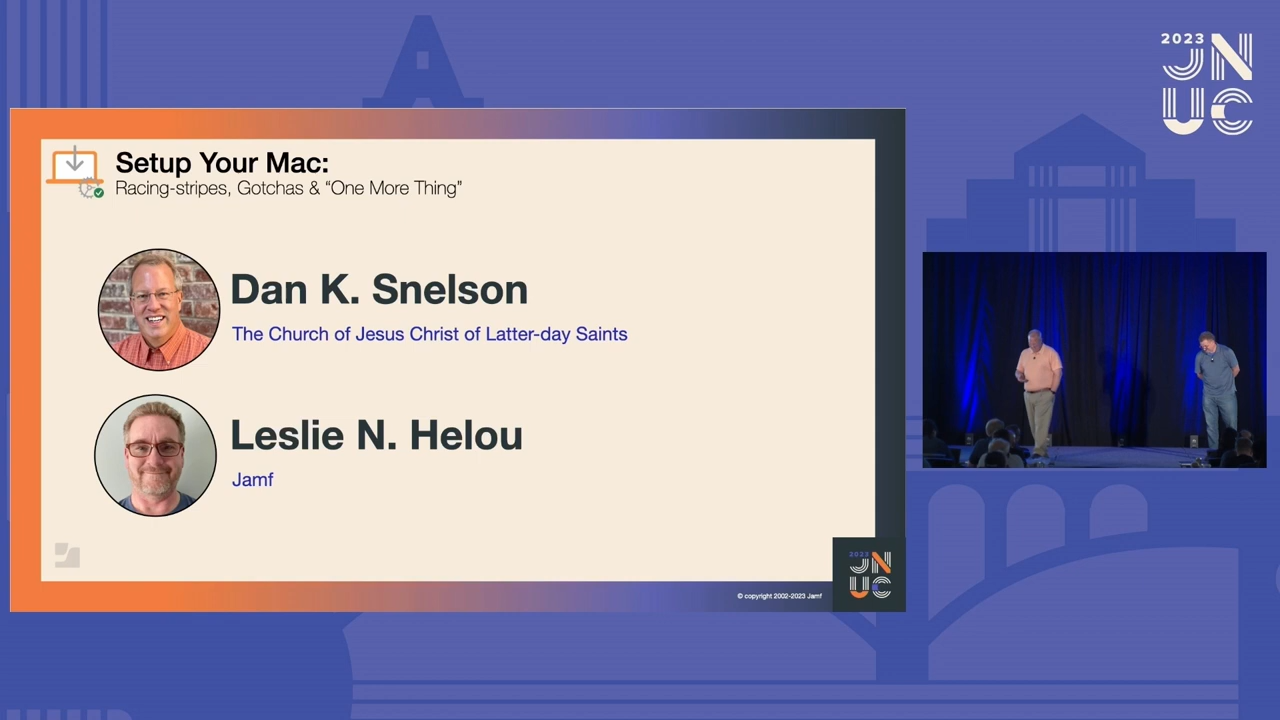 2023
JN
UC
Setup Your Mac:
Racing-stripes, Gotchas & “One More Thing”
Dan K. Snelson
The Church of Jesus Christ of Latter-day Saints
Leslie N. Helou
Jamf
2023
JN
UC
© copyright 2002-2023 Jamf